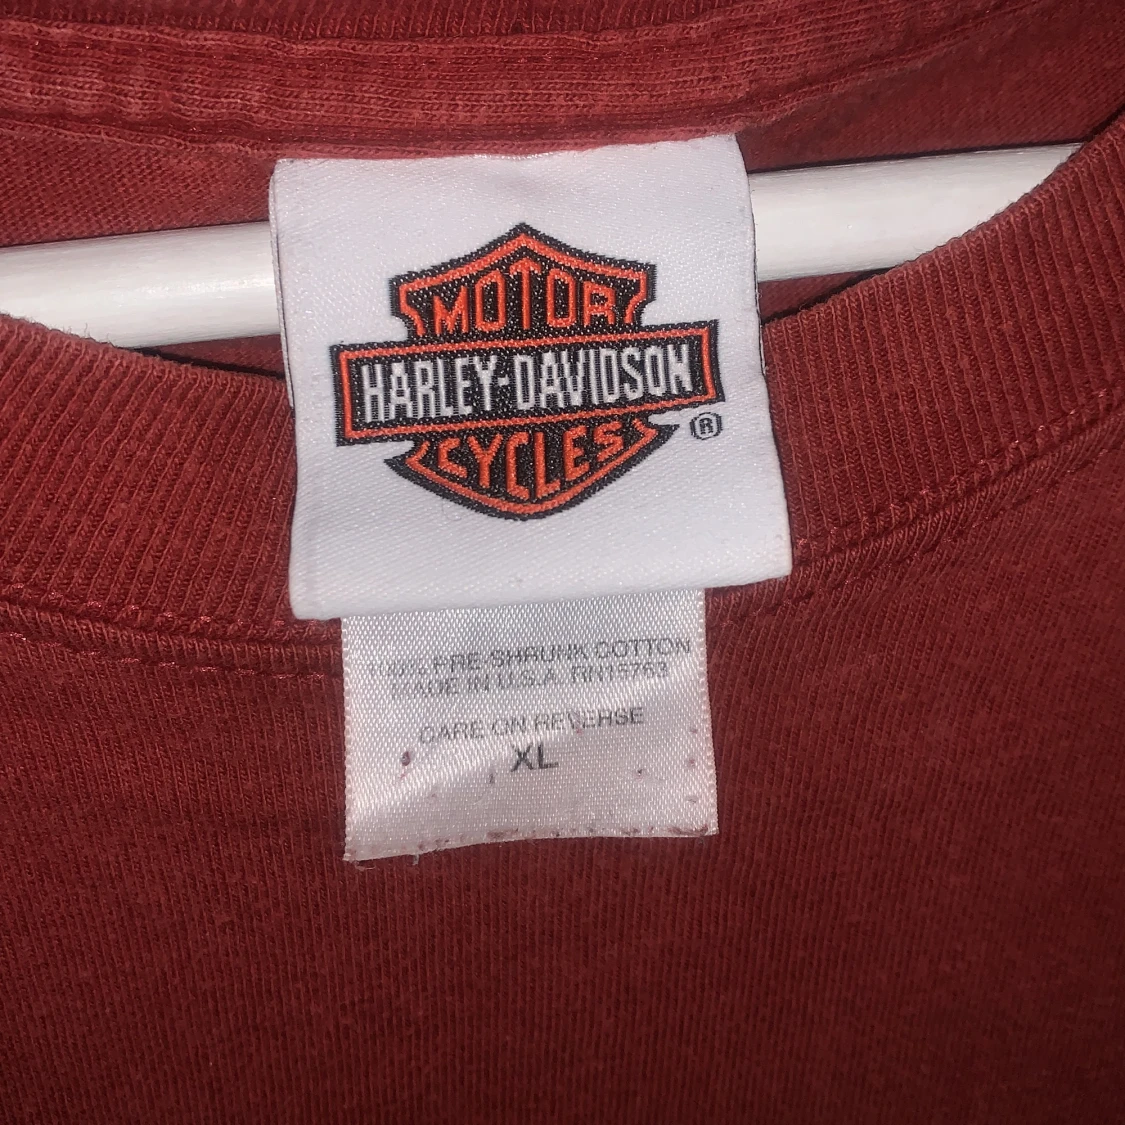 MOTOR
HARLEY-DAVIDSON
CYCLES
®
100% PRE-SHRUNK COTTON
MADE IN U.S.A. RN15763
CARE ON REVERSE
XL